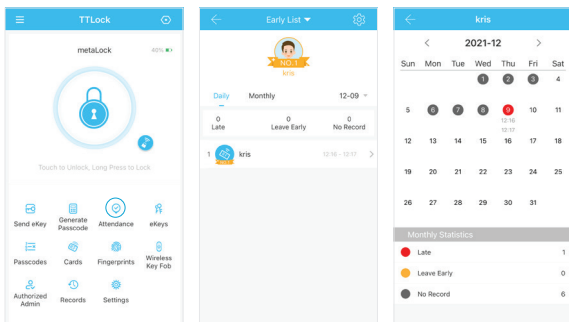 TTLock
metaLock
48%
Touch to Unlock, Long Press to Lock
Send eKey
Generate Passcode
Attendance
eKeys
Passcodes
Cards
Fingerprints
Wireless Key Fob
Authorized Admin
Records
Settings
Early List
NO.1
kris
Daily Monthly 12-09
0 0 0
Late Leave Early No Record
1 kris 12:16 - 12:17
kris
2021-12
Sun Mon Tue Wed Thu Fri Sat
1 2 3 4
5 6 7 8 9 10 11
12:16
12:17
12 13 14 15 16 17 18
19 20 21 22 23 24 25
26 27 28 29 30 31
Monthly Statistics
Late 1
Leave Early 0
No Record 6